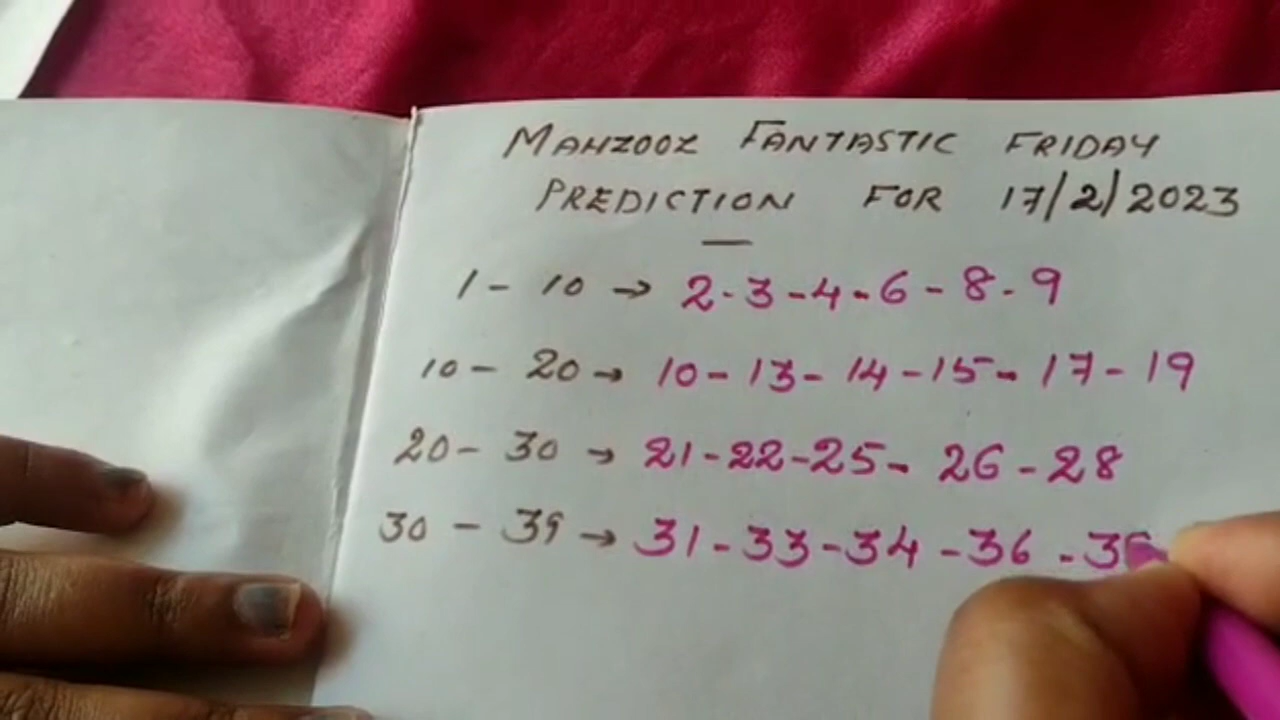 MAHZOOZ FANTASTIC FRIDAY
PREDICTION FOR 17/2/2023
1 - 10 → 2 - 3 - 4 - 6 - 8 - 9
10 - 20 → 10 - 13 - 14 - 15 - 17 - 19
20 - 30 → 21 - 22 - 25 - 26 - 28
30 - 39 → 31 - 33 - 34 - 36 -